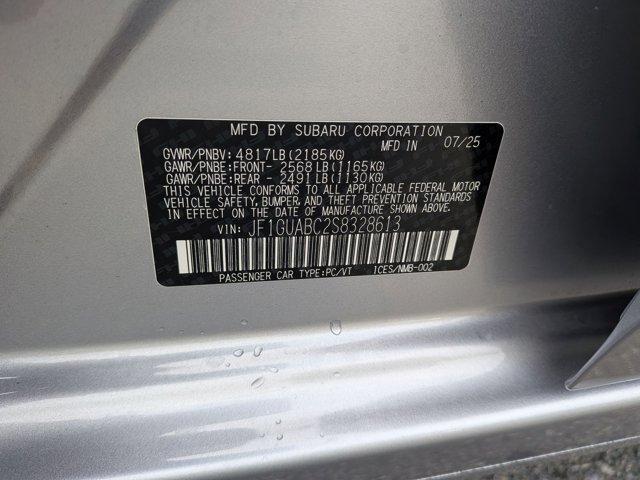 MFD BY SUBARU CORPORATION
MFD IN 07/25
GVWR/PNBV: 4817LB(2185KG)
GAWR/PNBE:FRONT- 2568LB(1165KG)
GAWR/PNBE:REAR - 2491LB(1130KG)
THIS VEHICLE CONFORMS TO ALL APPLICABLE FEDERAL MOTOR
VEHICLE SAFETY, BUMPER, AND THEFT PREVENTION STANDARDS
IN EFFECT ON THE DATE OF MANUFACTURE SHOWN ABOVE.
VIN: JF1GUABC2S8328613
PASSENGER CAR TYPE:PC/VT ICES/NMB-002